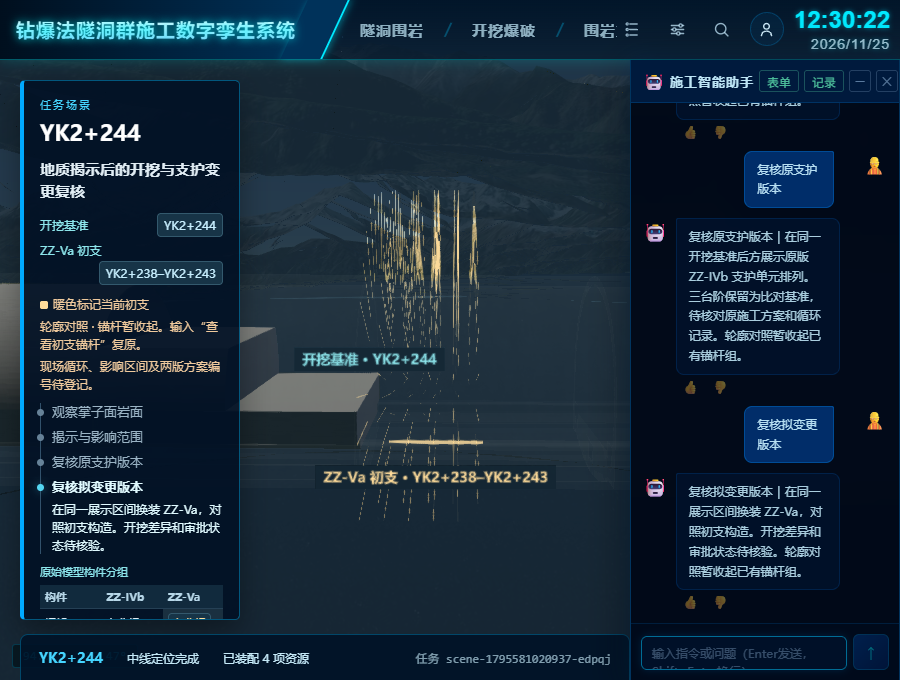 钻爆法隧洞群施工数字孪生系统
隧洞围岩 / 开挖爆破 / 围岩
12:30:22
2026/11/25
任务场景
YK2+244
地质揭示后的开挖与支护变
更复核
开挖基准 YK2+244
ZZ-Va 初支
YK2+238–YK2+243
暖色标记当前初支
轮廓对照 · 锚杆暂收起。输入“查
看初支锚杆”复原。
现场循环、影响区间及两版方案编
号待登记。
观察掌子面岩面
揭示与影响范围
复核原支护版本
复核拟变更版本
在同一展示区间换装 ZZ-Va，对
照初支构造。开挖差异和审批状
态待核验。
原始模型构件分组
构件 ZZ-IVb ZZ-Va
开挖基准 · YK2+244
ZZ-Va 初支 · YK2+238–YK2+243
YK2+244 中线定位完成 已装配 4 项资源 任务 scene-1795581020937-edpqj
施工智能助手 表单 记录
照暂收起已有锚杆组。
复核原支护
版本
复核原支护版本 | 在同一
开挖基准后方展示原版
ZZ-IVb 支护单元排列。
三台阶保留为比对基准，
待核对原施工方案和循环
记录。轮廓对照暂收起已
有锚杆组。
复核拟变更
版本
复核拟变更版本 | 在同一
展示区间换装 ZZ-Va，对
照初支构造。开挖差异和
审批状态待核验。轮廓对
照暂收起已有锚杆组。
输入指令或问题（Enter发送，